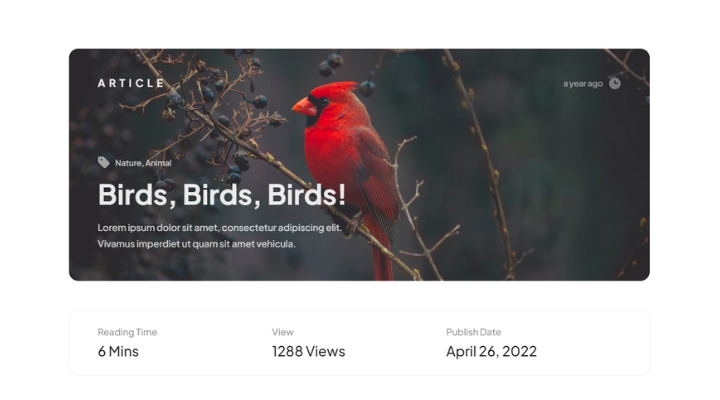 ARTICLE
a year ago
Nature, Animal
Birds, Birds, Birds!
Lorem ipsum dolor sit amet, consectetur adipiscing elit.
Vivamus imperdiet ut quam sit amet vehicula.
Reading Time
6 Mins
View
1288 Views
Publish Date
April 26, 2022